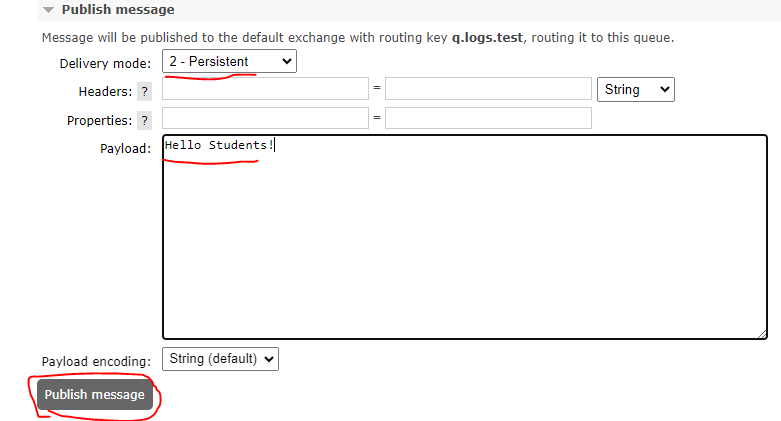 Publish message
Message will be published to the default exchange with routing key q.logs.test, routing it to this queue.
Delivery mode: 2 - Persistent
Headers: ? = String
Properties: ? =
Payload: Hello Students!
Payload encoding: String (default)
Publish message